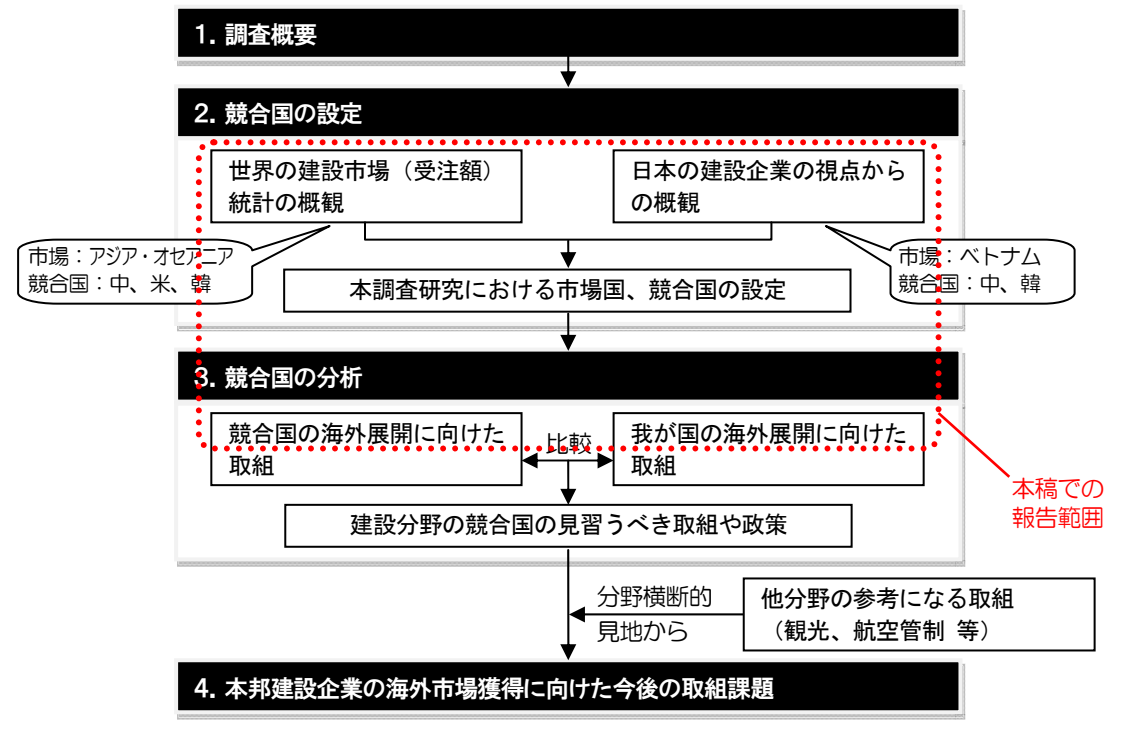 1. 調査概要
2. 競合国の設定
世界の建設市場（受注額）
統計の概観
日本の建設企業の視点から
の概観
市場：アジア・オセアニア
競合国：中、米、韓
市場：ベトナム
競合国：中、韓
本調査研究における市場国、競合国の設定
3. 競合国の分析
競合国の海外展開に向けた
取組
比較
我が国の海外展開に向けた
取組
本稿での
報告範囲
建設分野の競合国の見習うべき取組や政策
分野横断的
見地から
他分野の参考になる取組
（観光、航空管制 等）
4. 本邦建設企業の海外市場獲得に向けた今後の取組課題